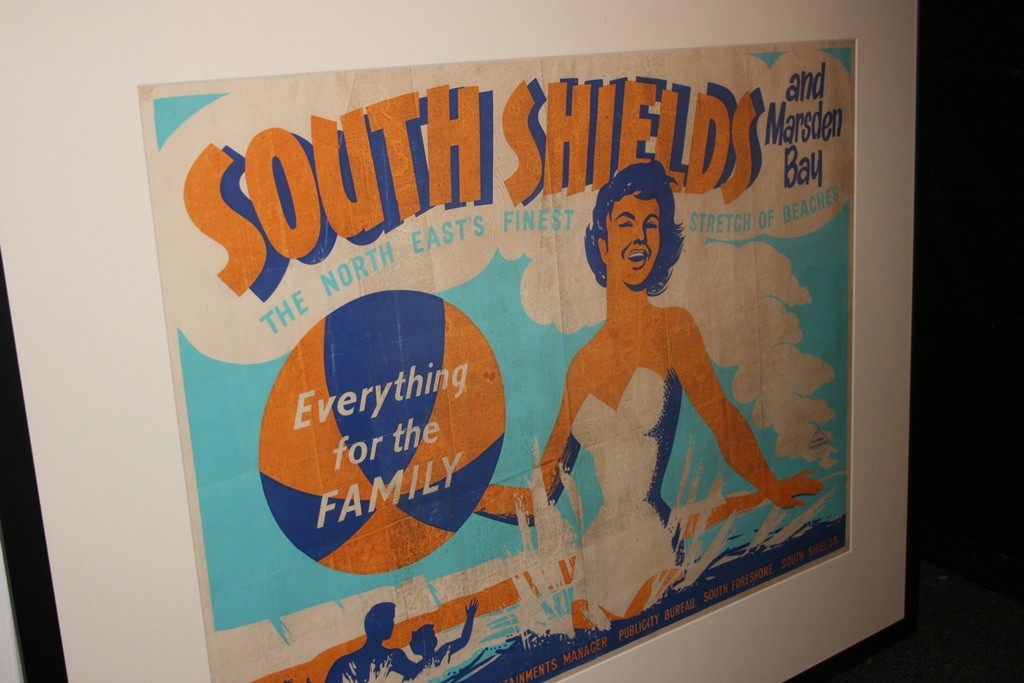 SOUTH SHIELDS
and
Marsden
Bay
THE NORTH EAST'S FINEST STRETCH OF BEACHES
Everything
for the
FAMILY
MANAGER PUBLICITY BUREAU, SOUTH FORESHORE SOUTH SHIELDS